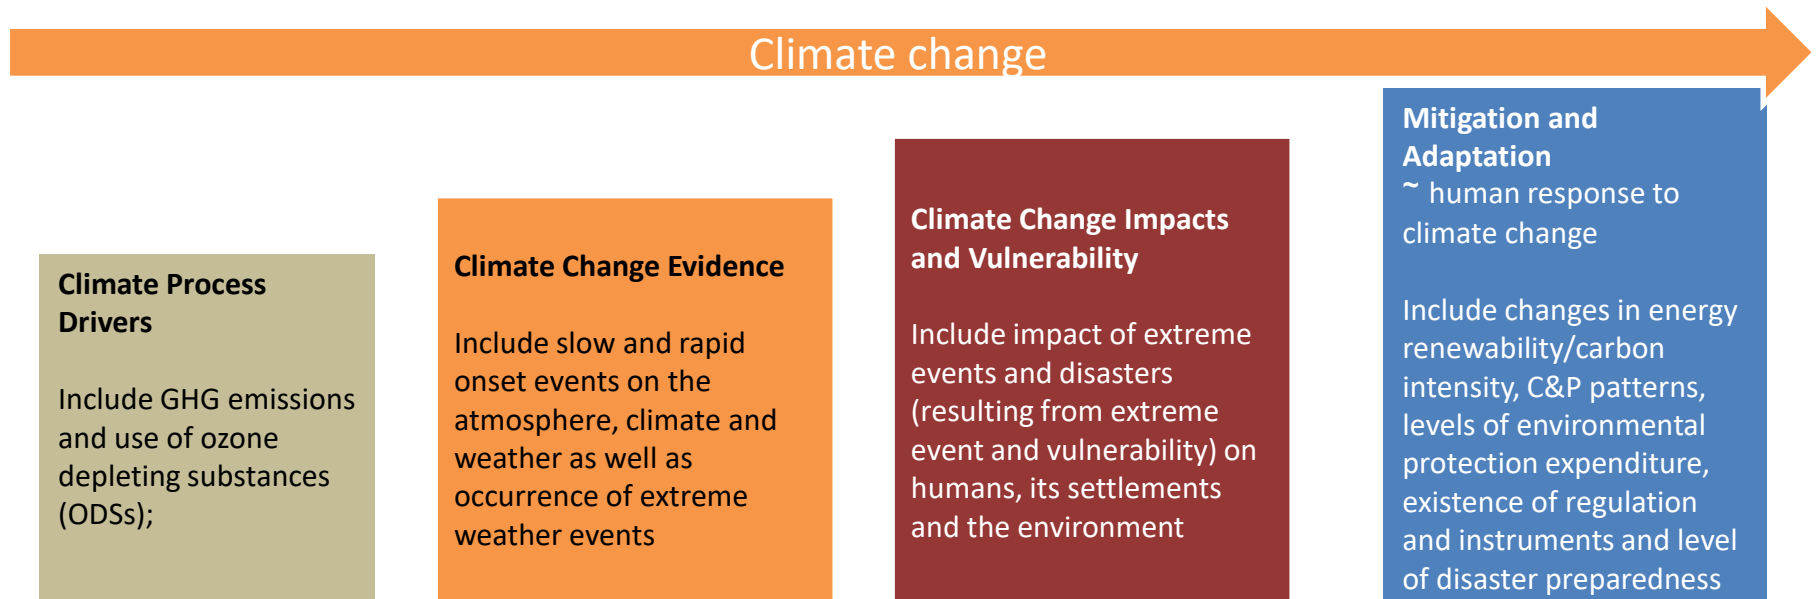 Climate change
Climate Process
Drivers
Include GHG emissions
and use of ozone
depleting substances
(ODSs);
Climate Change Evidence
Include slow and rapid
onset events on the
atmosphere, climate and
weather as well as
occurrence of extreme
weather events
Climate Change Impacts
and Vulnerability
Include impact of extreme
events and disasters
(resulting from extreme
event and vulnerability) on
humans, its settlements
and the environment
Mitigation and
Adaptation
~ human response to
climate change
Include changes in energy
renewability/carbon
intensity, C&P patterns,
levels of environmental
protection expenditure,
existence of regulation
and instruments and level
of disaster preparedness